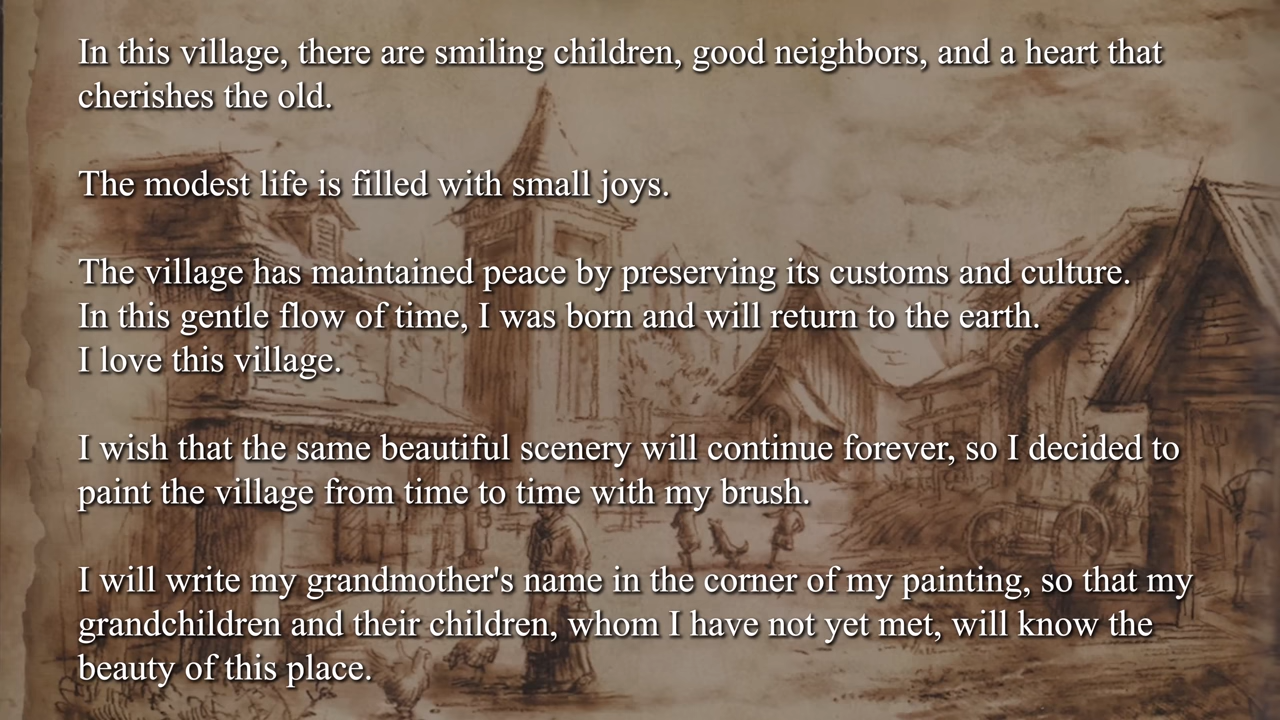 In this village, there are smiling children, good neighbors, and a heart that
cherishes the old.
The modest life is filled with small joys.
The village has maintained peace by preserving its customs and culture.
In this gentle flow of time, I was born and will return to the earth.
I love this village.
I wish that the same beautiful scenery will continue forever, so I decided to
paint the village from time to time with my brush.
I will write my grandmother's name in the corner of my painting, so that my
grandchildren and their children, whom I have not yet met, will know the
beauty of this place.